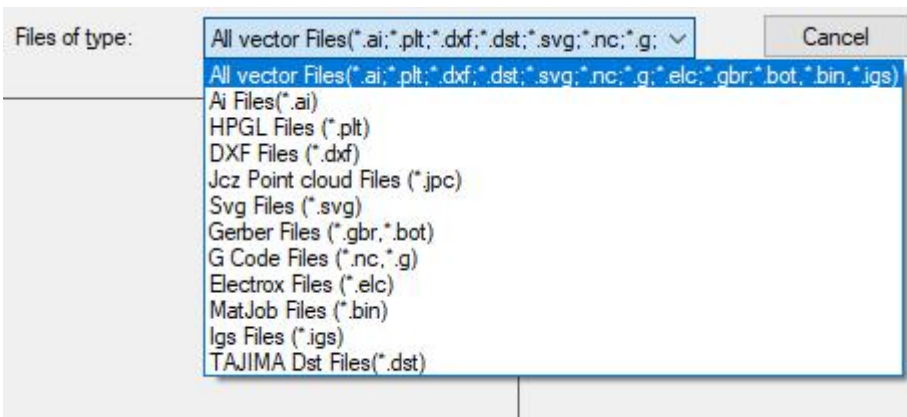 Files of type:
All vector Files(*.ai;*.plt;*.dxf;*.dst;*.svg;*.nc;*.g;
Cancel
All vector Files(*.ai;*.plt;*.dxf;*.dst;*.svg;*.nc;*.g;*.elc;*.gbr;*.bot,*.bin,*.igs)
Ai Files(*.ai)
HPGL Files (*.plt)
DXF Files (*.dxf)
Jcz Point cloud Files (*.jpc)
Svg Files (*.svg)
Gerber Files (*.gbr,*.bot)
G Code Files (*.nc,*.g)
Electrox Files (*.elc)
MatJob Files (*.bin)
Igs Files (*.igs)
TAJIMA Dst Files(*.dst)